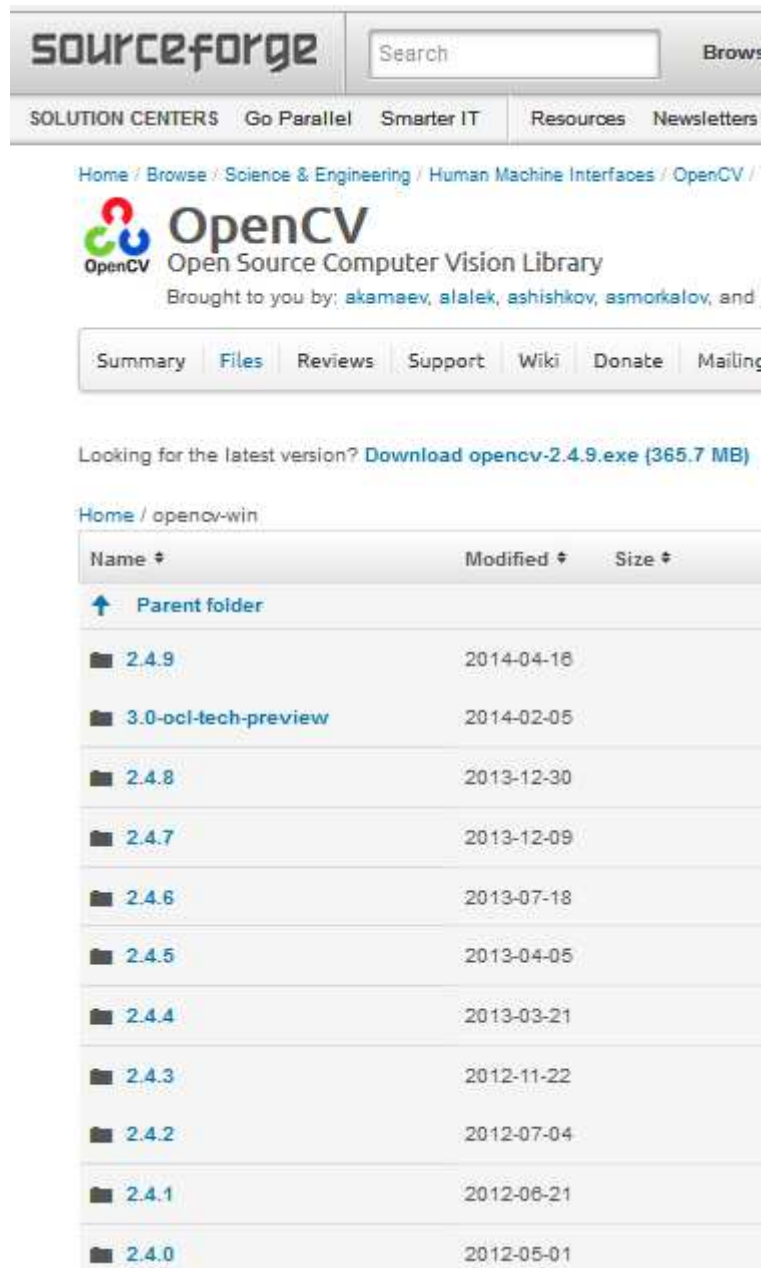 sourceforge
Search
Brows
SOLUTION CENTERS Go Parallel Smarter IT Resources Newsletters
Home / Browse / Science & Engineering / Human Machine Interfaces / OpenCV /
OpenCV
OpenCV
Open Source Computer Vision Library
Brought to you by: akamaev, alalek, ashishkov, asmorkalov, and
Summary Files Reviews Support Wiki Donate Mailing
Looking for the latest version? Download opencv-2.4.9.exe (365.7 MB)
Home / opencv-win
Name Modified Size
Parent folder
2.4.9 2014-04-16
3.0-ocl-tech-preview 2014-02-05
2.4.8 2013-12-30
2.4.7 2013-12-09
2.4.6 2013-07-18
2.4.5 2013-04-05
2.4.4 2013-03-21
2.4.3 2012-11-22
2.4.2 2012-07-04
2.4.1 2012-06-21
2.4.0 2012-05-01